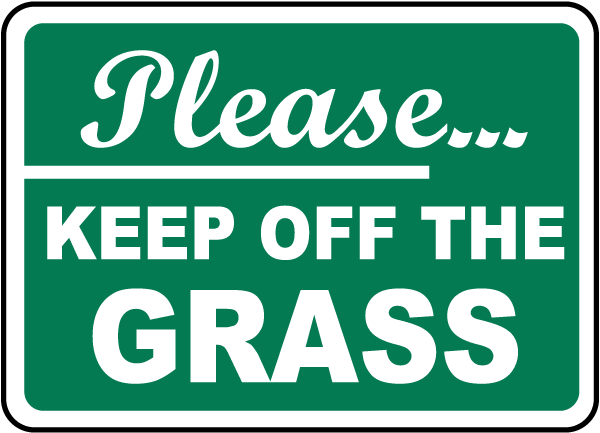 Please...
KEEP OFF THE
GRASS